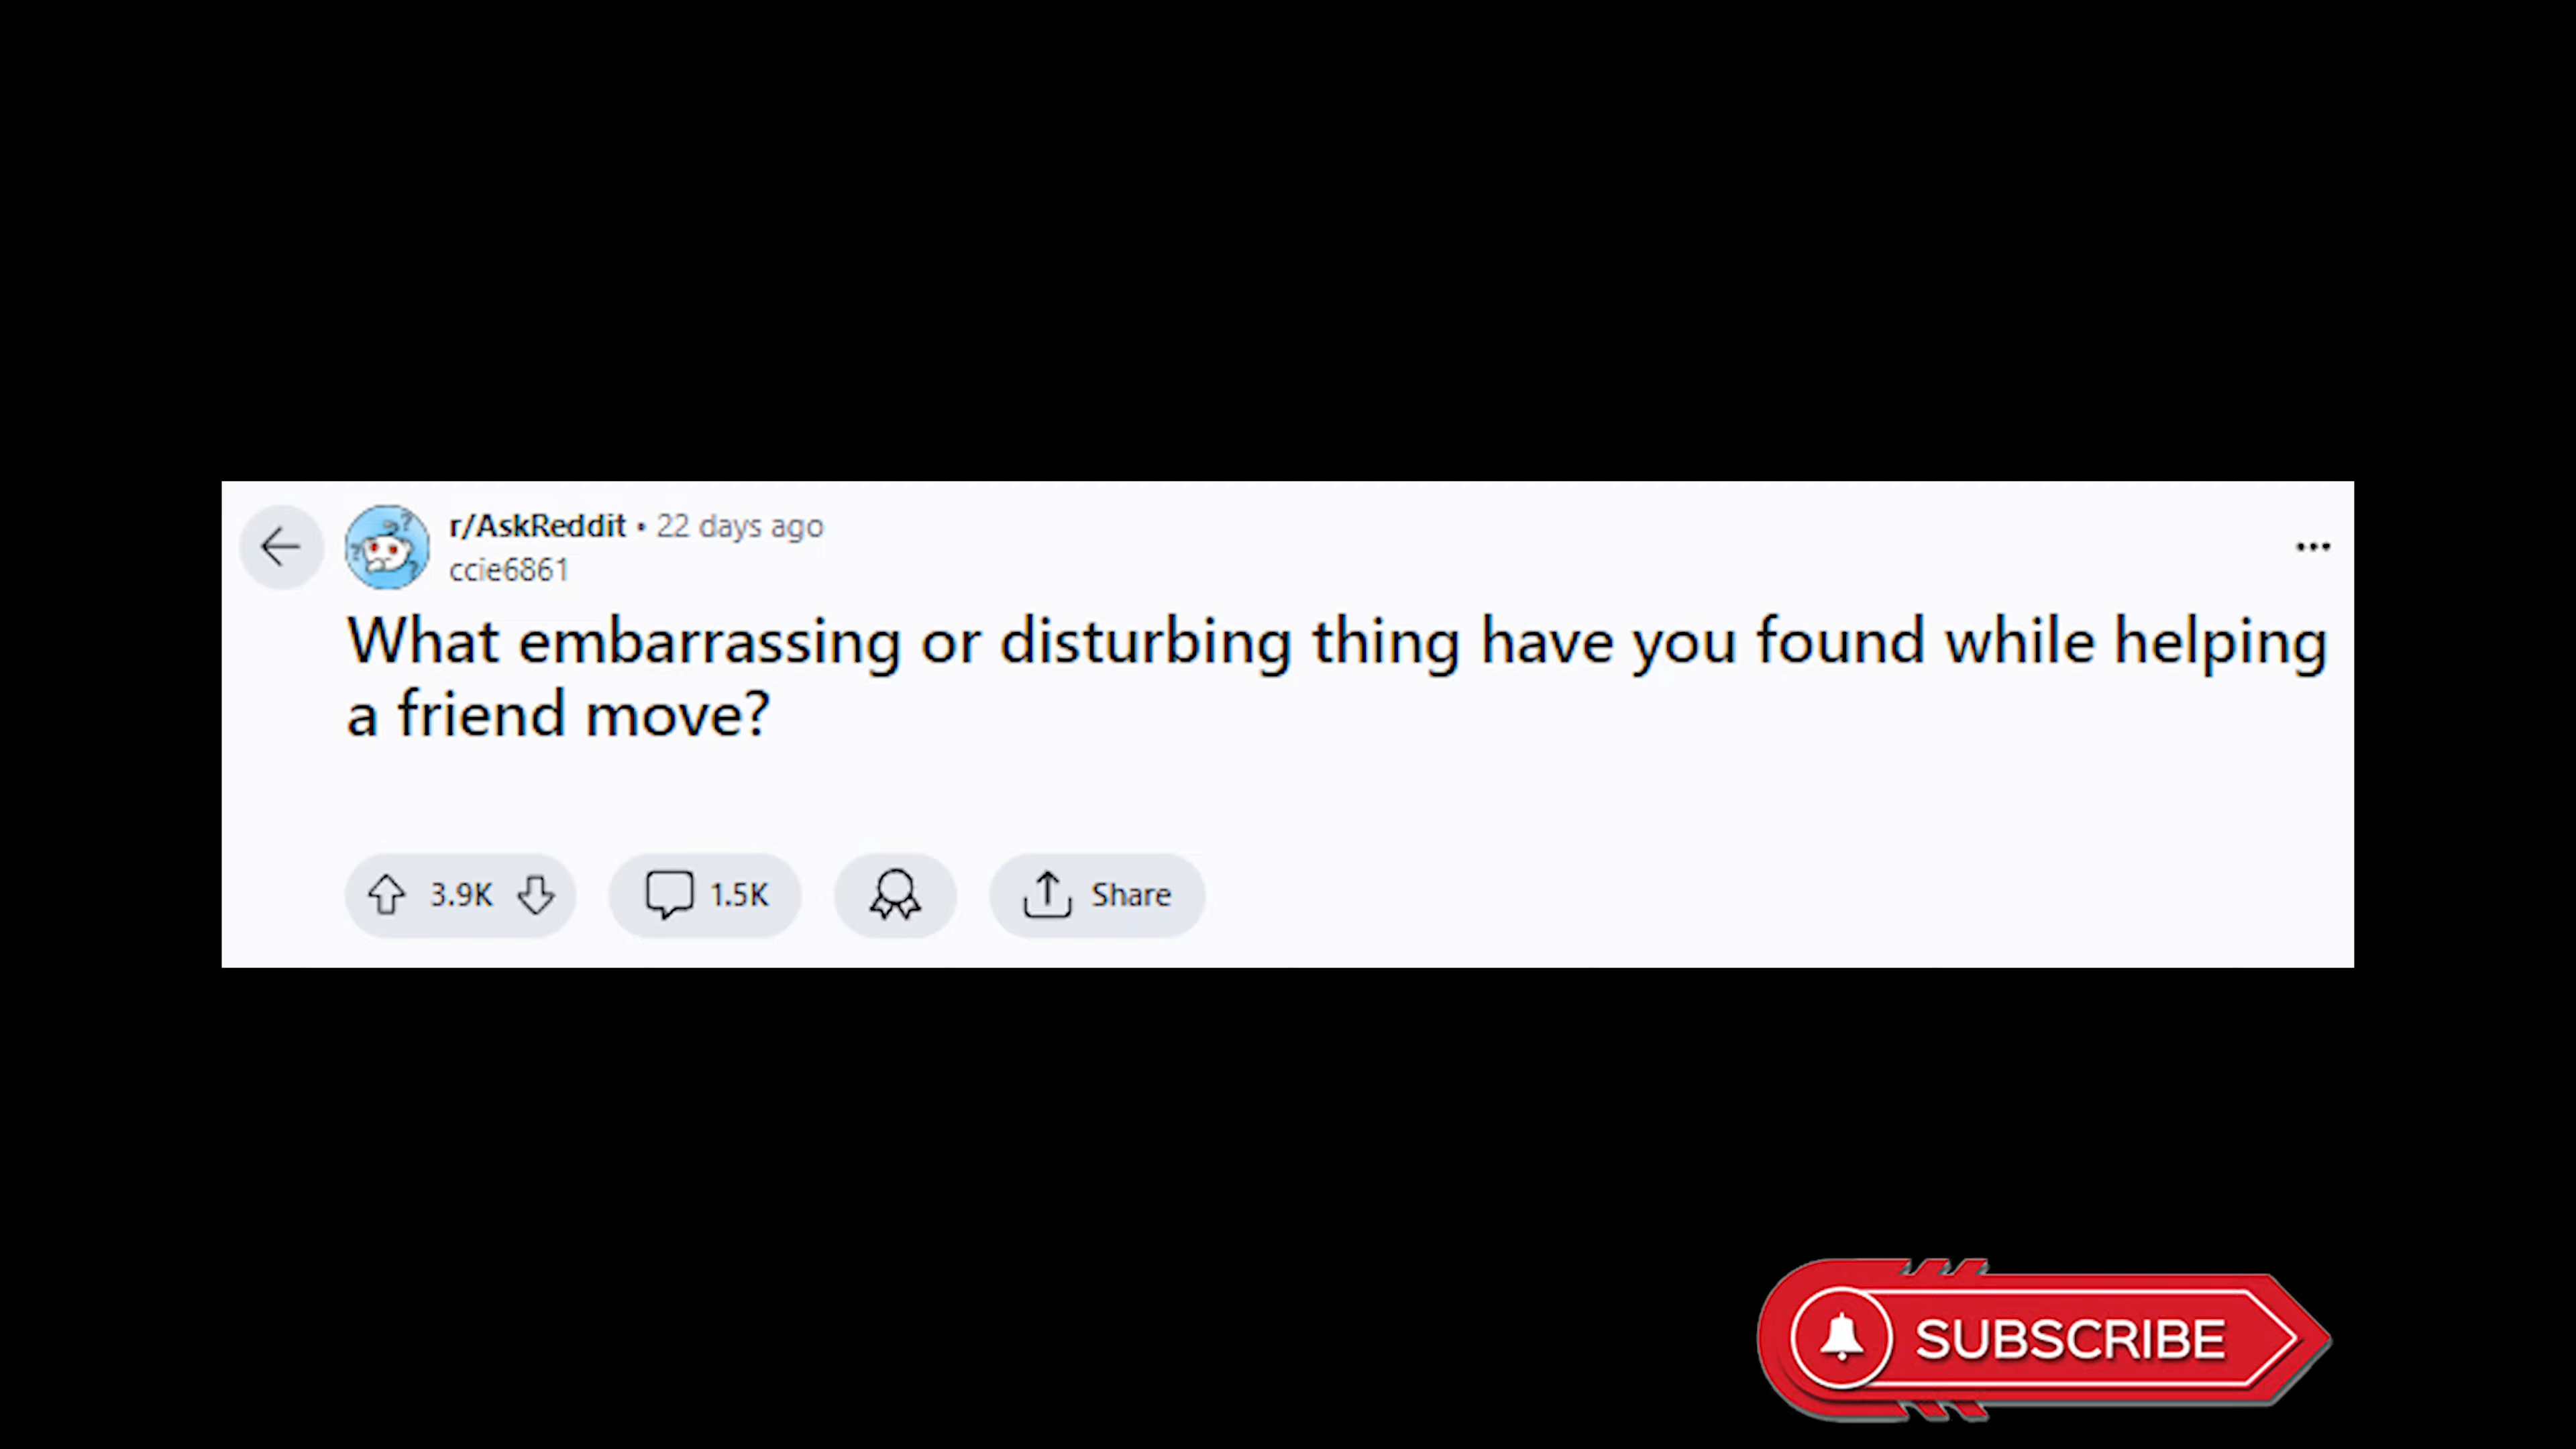 r/AskReddit • 22 days ago
ccie6861
What embarrassing or disturbing thing have you found while helping
a friend move?
3.9K 1.5K Share
SUBSCRIBE